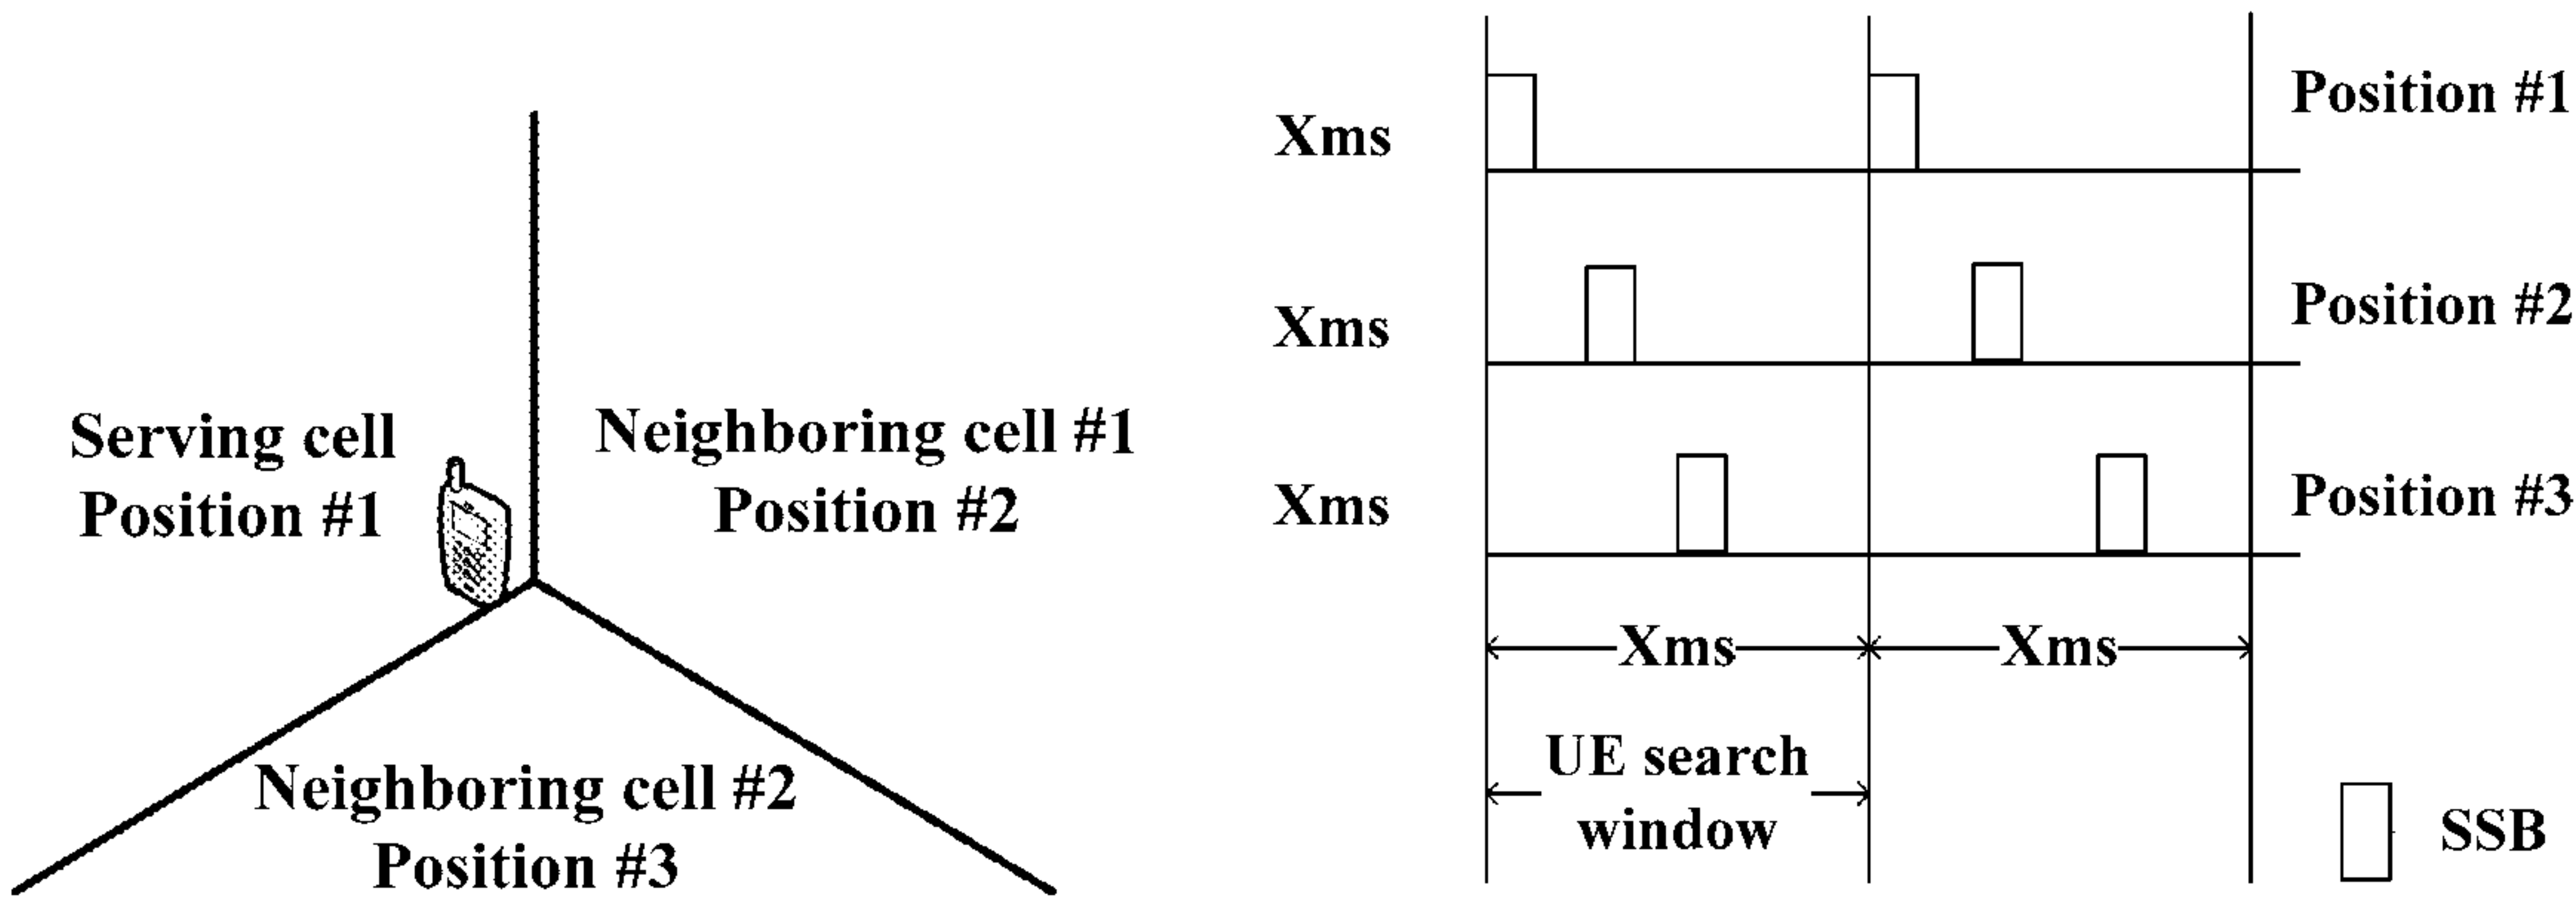 Serving cell
Position #1
Neighboring cell #1
Position #2
Neighboring cell #2
Position #3
Xms
Position #1
Xms
Position #2
Xms
Position #3
Xms
Xms
UE search
window
SSB